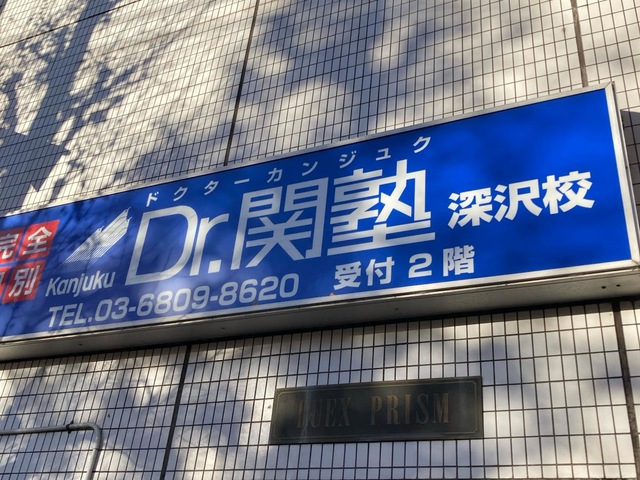 ドクターカンジュク
完全
個別
Kanjuku
Dr.関塾
深沢校
TEL.03-6809-8620
受付2階
DUEX PRISM